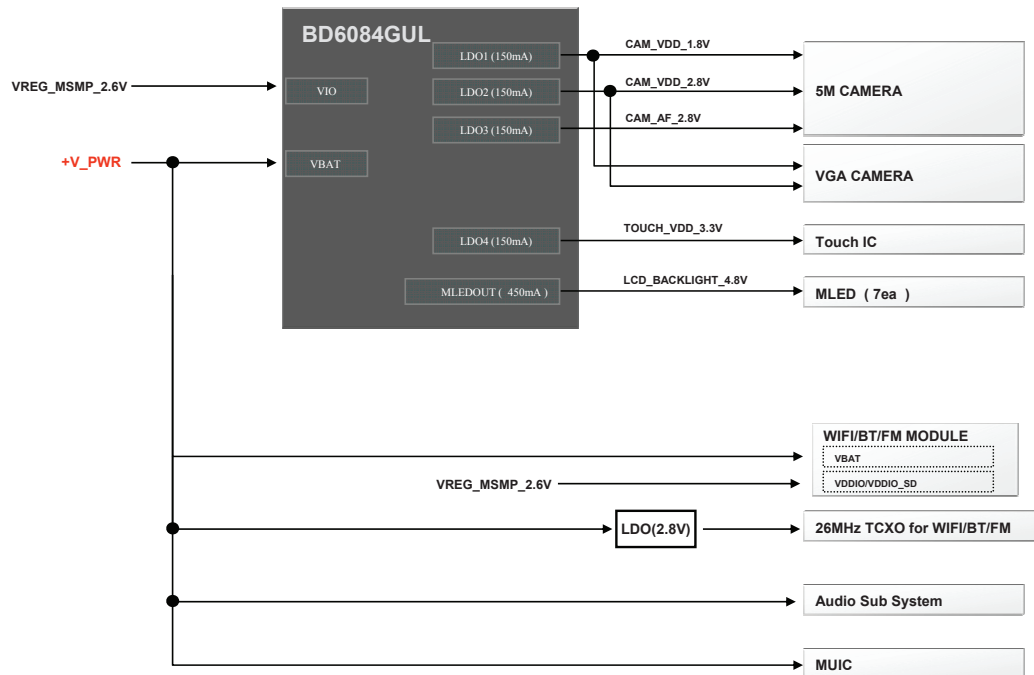 BD6084GUL
LDO1 (150mA)
CAM_VDD_1.8V
VREG_MSMP_2.6V
VIO
LDO2 (150mA)
CAM_VDD_2.8V
5M CAMERA
LDO3 (150mA)
CAM_AF_2.8V
+V_PWR
VBAT
VGA CAMERA
LDO4 (150mA)
TOUCH_VDD_3.3V
Touch IC
MLEDOUT ( 450mA )
LCD_BACKLIGHT_4.8V
MLED ( 7ea )
WIFI/BT/FM MODULE
VBAT
VREG_MSMP_2.6V
VDDIO/VDDIO_SD
LDO(2.8V)
26MHz TCXO for WIFI/BT/FM
Audio Sub System
MUIC